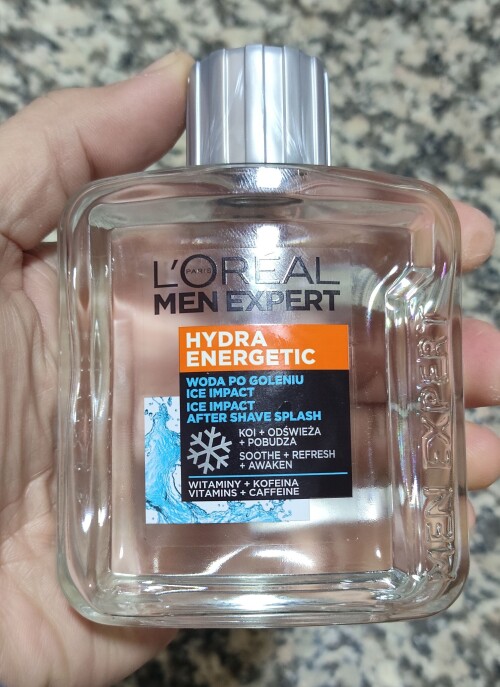 L'ORÉAL
PARIS
MEN EXPERT
HYDRA
ENERGETIC
WODA PO GOLENIU
ICE IMPACT
ICE IMPACT
AFTER SHAVE SPLASH
KOI + ODŚWIEŻA
+ POBUDZA
SOOTHE + REFRESH
+ AWAKEN
WITAMINY + KOFEINA
VITAMINS + CAFFEINE
MEN EXPERT